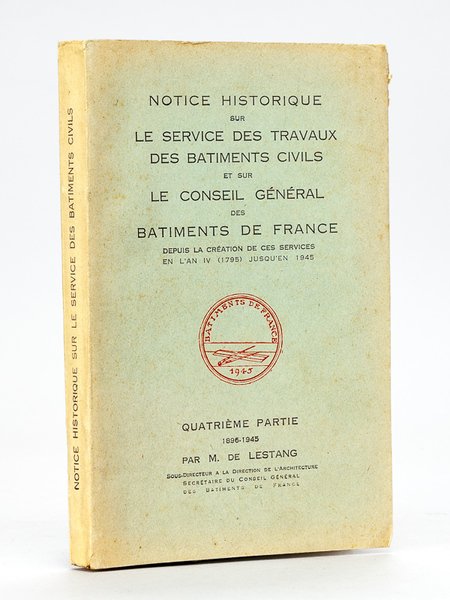 NOTICE HISTORIQUE SUR LE SERVICE DES BATIMENTS CIVILS
NOTICE HISTORIQUE
SUR
LE SERVICE DES TRAVAUX
DES BATIMENTS CIVILS
ET SUR
LE CONSEIL GÉNÉRAL
DES
BATIMENTS DE FRANCE
DEPUIS LA CRÉATION DE CES SERVICES
EN L'AN IV (1795) JUSQU'EN 1945
BATIMENTS DE FRANCE
1945
QUATRIÈME PARTIE
1896-1945
PAR M. DE LESTANG
SOUS-DIRECTEUR A LA DIRECTION DE L'ARCHITECTURE
SECRÉTAIRE DU CONSEIL GÉNÉRAL
DES BATIMENTS DE FRANCE